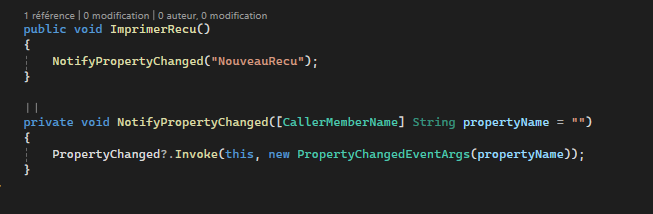 1 référence | 0 modification | 0 auteur, 0 modification
public void ImprimerRecu()
{
NotifyPropertyChanged("NouveauRecu");
}
||
private void NotifyPropertyChanged([CallerMemberName] String propertyName = "")
{
PropertyChanged?.Invoke(this, new PropertyChangedEventArgs(propertyName));
}